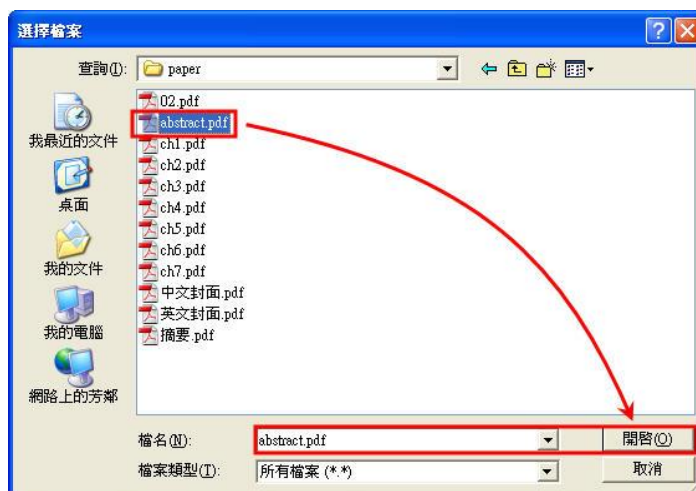 選擇檔案
查詢(I): paper
我最近的文件
桌面
我的文件
我的電腦
網路上的芳鄰
02.pdf
abstract.pdf
ch1.pdf
ch2.pdf
ch3.pdf
ch4.pdf
ch5.pdf
ch6.pdf
ch7.pdf
中文封面.pdf
英文封面.pdf
摘要.pdf
檔名(N): abstract.pdf 開啓(O)
檔案類型(T): 所有檔案 (*.*) 取消